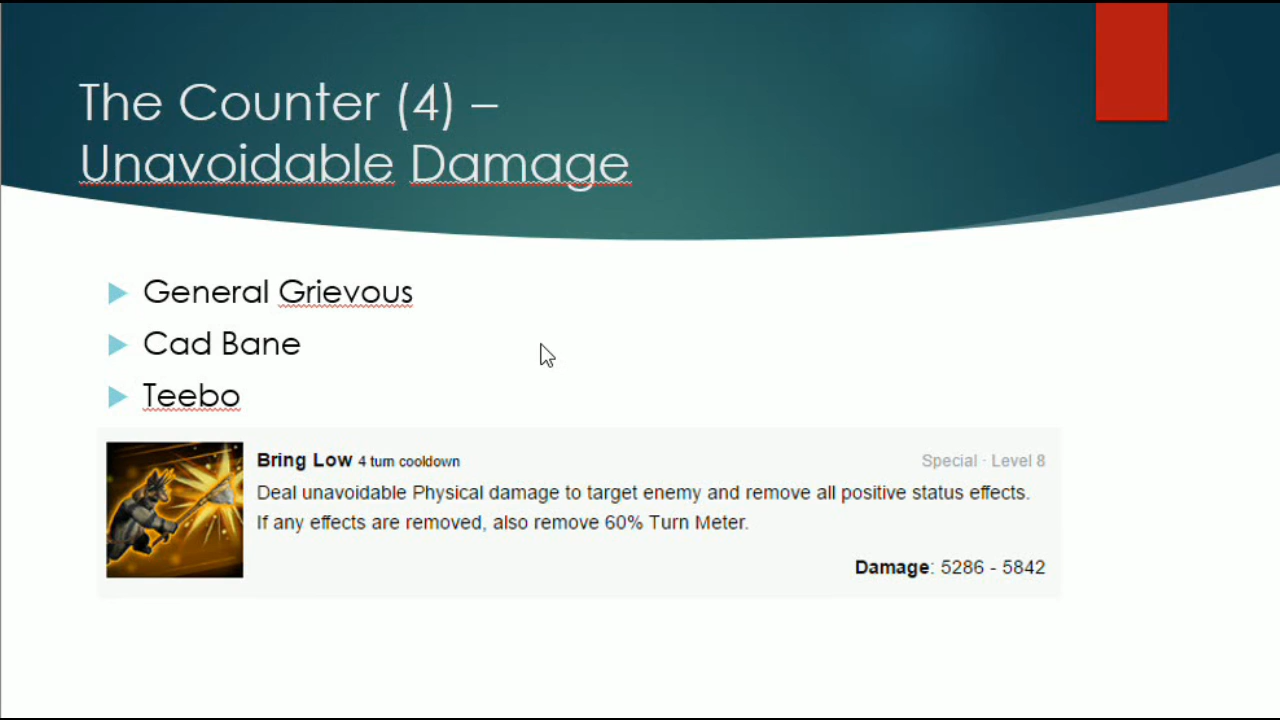 The Counter (4) –
Unavoidable Damage
General Grievous
Cad Bane
Teebo
Bring Low 4 turn cooldown
Special · Level 8
Deal unavoidable Physical damage to target enemy and remove all positive status effects.
If any effects are removed, also remove 60% Turn Meter.
Damage: 5286 - 5842